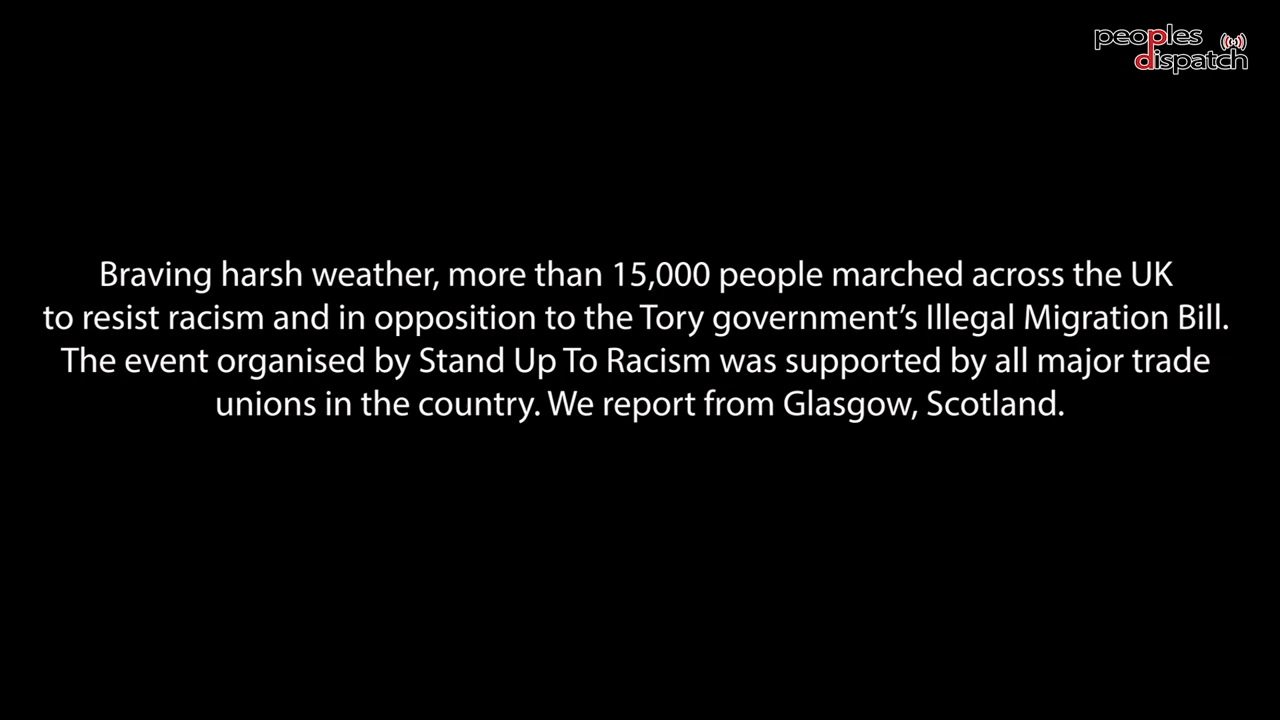 peoples
dispatch
Braving harsh weather, more than 15,000 people marched across the UK
to resist racism and in opposition to the Tory government’s Illegal Migration Bill.
The event organised by Stand Up To Racism was supported by all major trade
unions in the country. We report from Glasgow, Scotland.